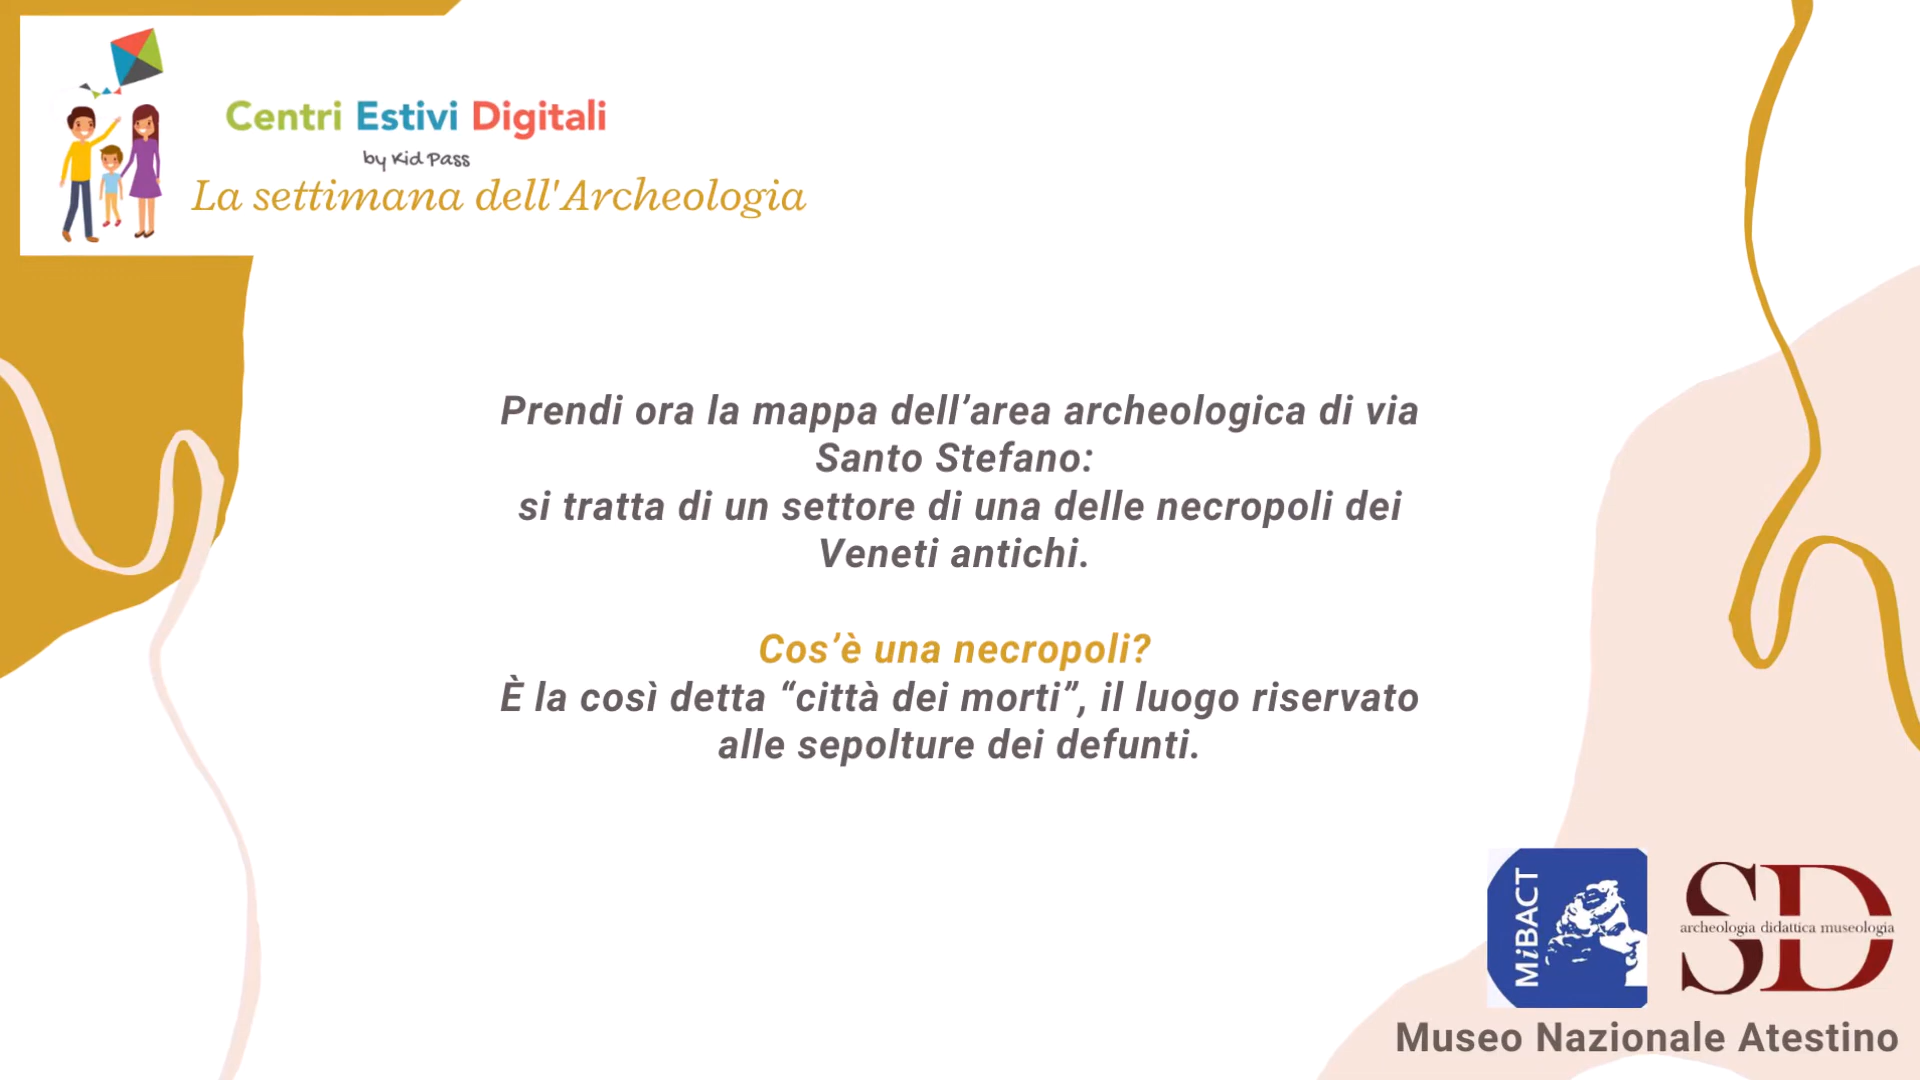 Centri Estivi Digitali
by Kid Pass
La settimana dell'Archeologia
Prendi ora la mappa dell’area archeologica di via
Santo Stefano:
si tratta di un settore di una delle necropoli dei
Veneti antichi.
Cos’è una necropoli?
È la così detta “città dei morti”, il luogo riservato
alle sepolture dei defunti.
MiBACT
SD
archeologia didattica museologia
Museo Nazionale Atestino